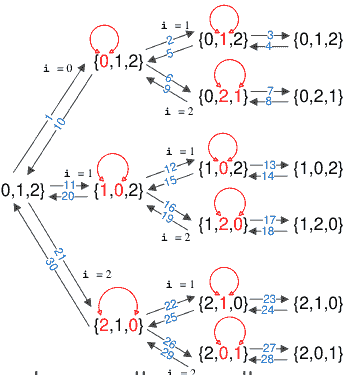 i = 1
{0,1,2} 2 5 {0,1,2} 3 4 {0,1,2}
i = 0
6 9 {0,2,1} 7 8 {0,2,1}
i = 2
1 10
i = 1
12 15 {1,0,2} 13 14 {1,0,2}
i = 1
0,1,2} 11 20 {1,0,2}
16 19 {1,2,0} 17 18 {1,2,0}
i = 2
21 30
i = 2
i = 1
22 25 {2,1,0} 23 24 {2,1,0}
{2,1,0}
26 29 {2,0,1} 27 28 {2,0,1}
i = 2